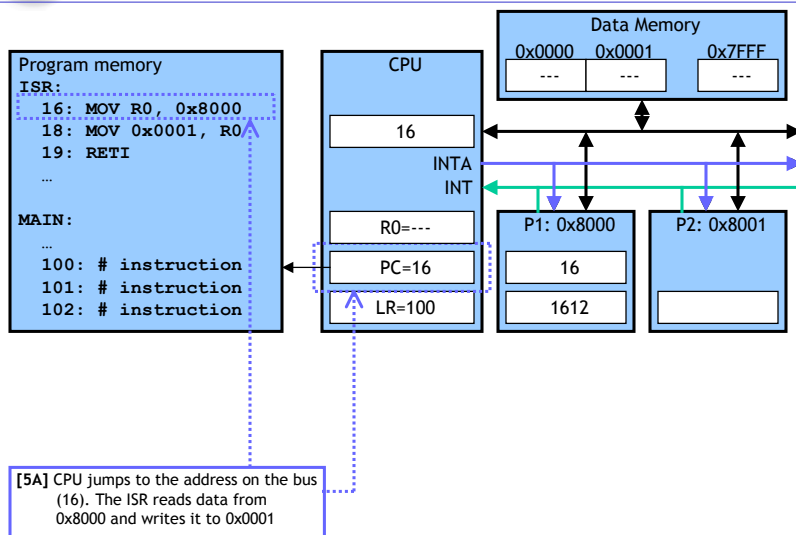 Program memory
ISR:
16: MOV R0, 0x8000
18: MOV 0x0001, R0
19: RETI
…
MAIN:
…
100: # instruction
101: # instruction
102: # instruction
CPU
16
INTA
INT
R0=---
PC=16
LR=100
Data Memory
0x0000 0x0001 0x7FFF
--- --- ---
P1: 0x8000
16
1612
P2: 0x8001
[5A] CPU jumps to the address on the bus
(16). The ISR reads data from
0x8000 and writes it to 0x0001